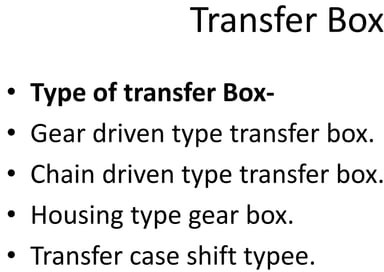 Transfer Box
• Type of transfer Box-
• Gear driven type transfer box.
• Chain driven type transfer box.
• Housing type gear box.
• Transfer case shift typee.